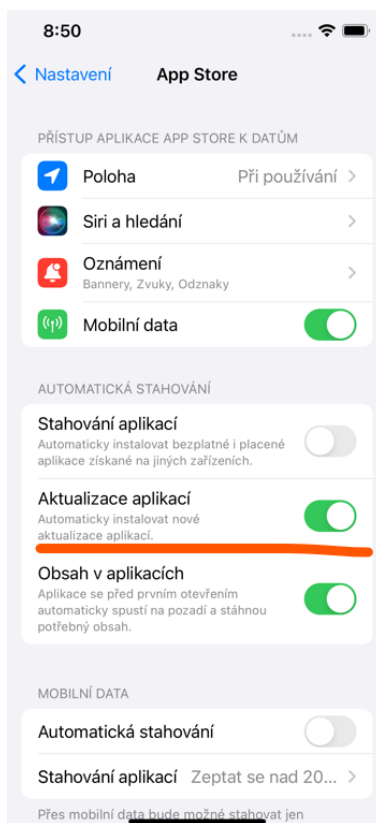 8:50
Nastavení
App Store
PŘÍSTUP APLIKACE APP STORE K DATŮM
Poloha Při používání
Siri a hledání
Oznámení
Bannery, Zvuky, Odznaky
Mobilní data
AUTOMATICKÁ STAHOVÁNÍ
Stahování aplikací
Automaticky instalovat bezplatné i placené
aplikace získané na jiných zařízeních.
Aktualizace aplikací
Automaticky instalovat nové
aktualizace aplikací.
Obsah v aplikacích
Aplikace se před prvním otevřením
automaticky spustí na pozadí a stáhnou
potřebný obsah.
MOBILNÍ DATA
Automatická stahování
Stahování aplikací Zeptat se nad 20...
Přes mobilní data bude možné stahovat jen